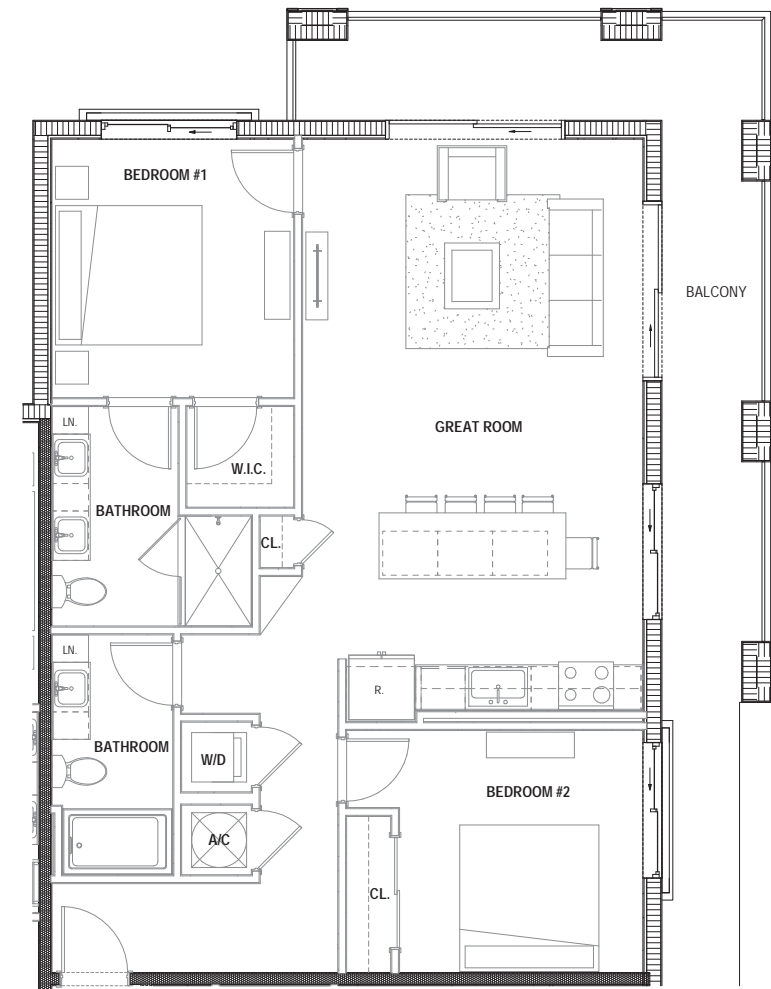 BEDROOM #1
BALCONY
LN.
GREAT ROOM
W.I.C.
BATHROOM
CL.
LN.
R.
BATHROOM
W/D
BEDROOM #2
A/C
CL.